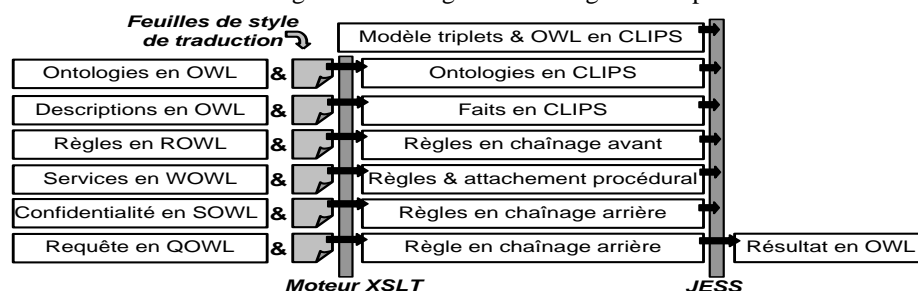 Feuilles de style
de traduction
Modèle triplets & OWL en CLIPS
Ontologies en OWL & Ontologies en CLIPS
Descriptions en OWL & Faits en CLIPS
Règles en ROWL & Règles en chaînage avant
Services en WOWL & Règles & attachement procédural
Confidentialité en SOWL & Règles en chaînage arrière
Requête en QOWL & Règle en chaînage arrière Résultat en OWL
Moteur XSLT JESS